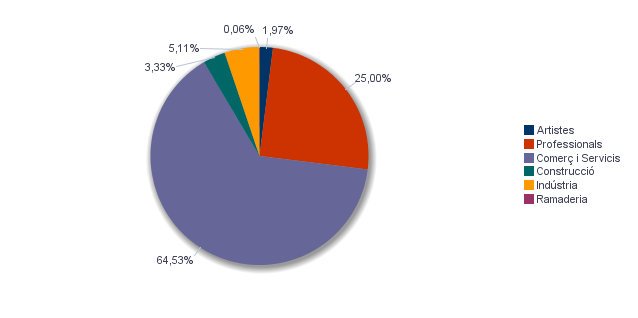 0,06%
1,97%
5,11%
3,33%
25,00%
64,53%
Artistes
Professionals
Comerç i Servicis
Construcció
Indústria
Ramaderia